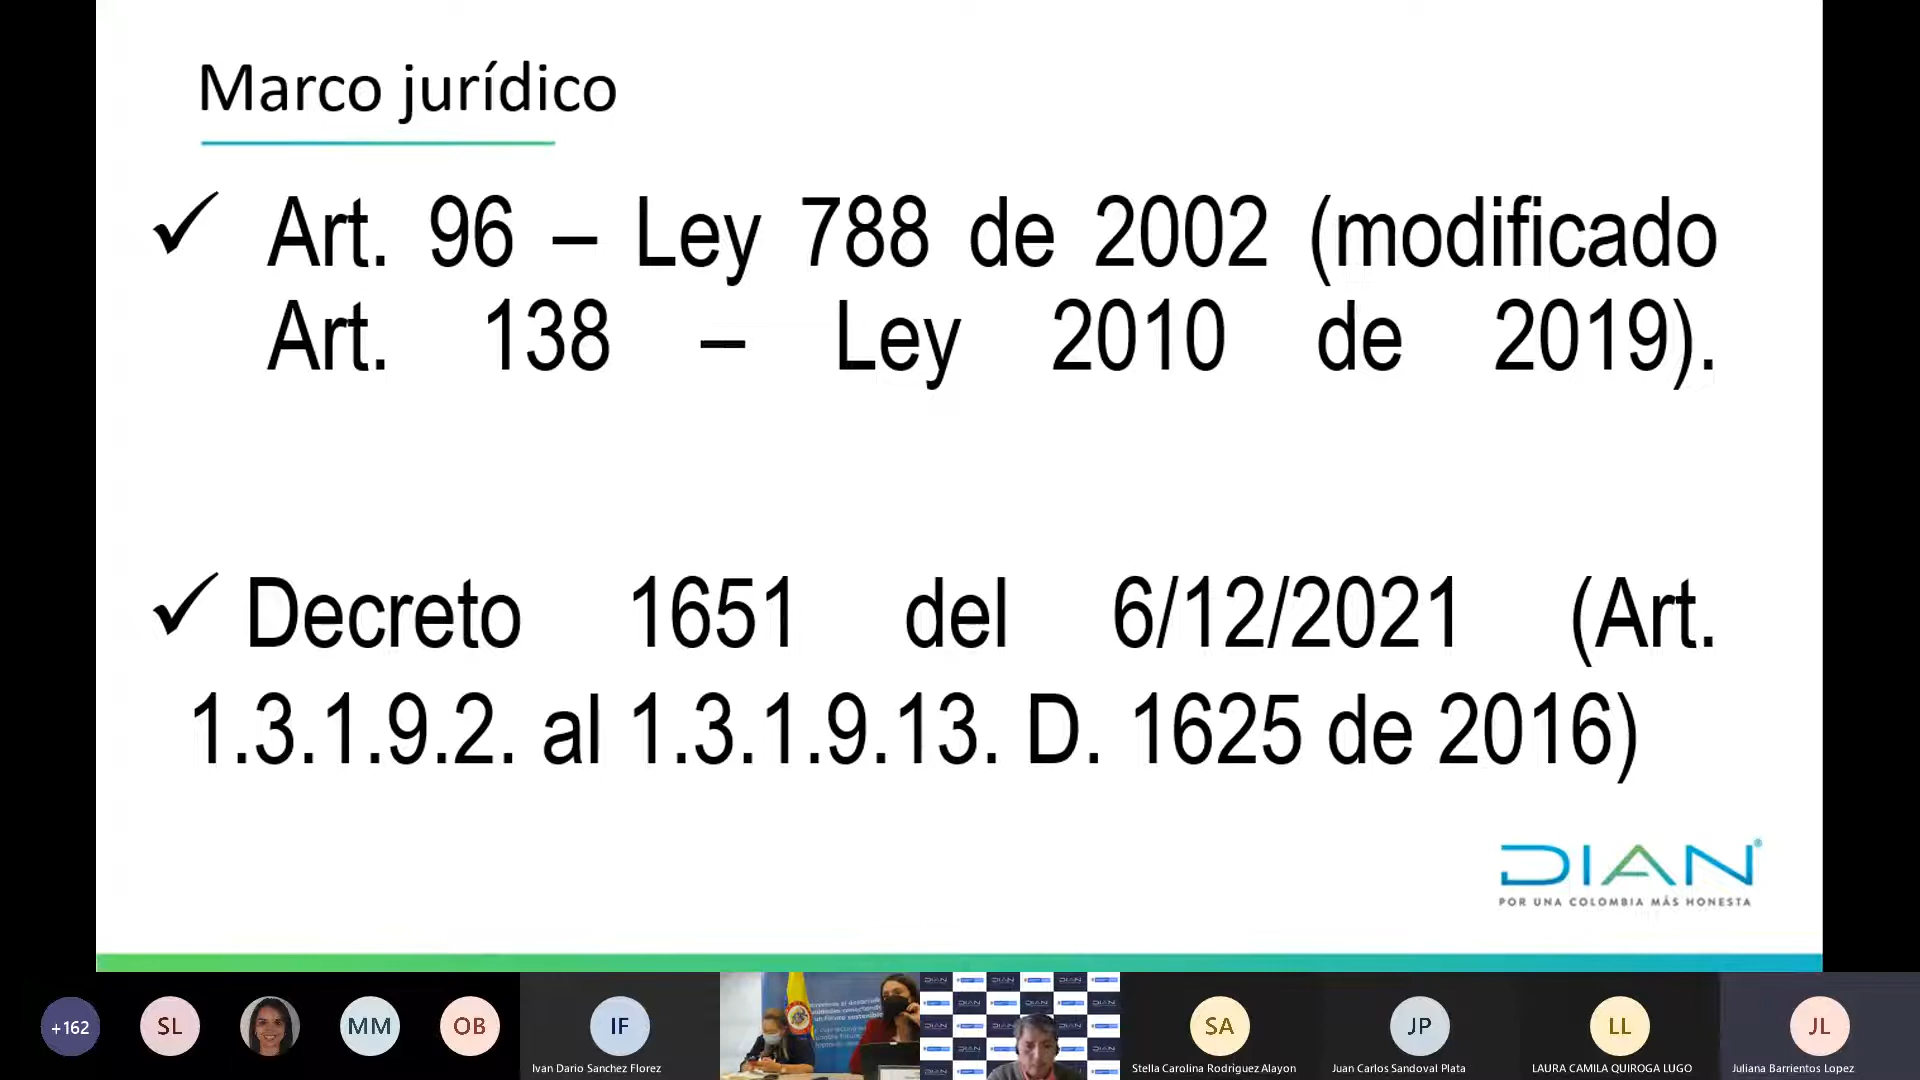 Marco jurídico
✓ Art. 96 – Ley 788 de 2002 (modificado
Art. 138 – Ley 2010 de 2019).
✓ Decreto 1651 del 6/12/2021 (Art.
1.3.1.9.2. al 1.3.1.9.13. D. 1625 de 2016)
DIAN
POR UNA COLOMBIA MÁS HONESTA
+162
SL
MM
OB
IF
SA
JP
LL
JL
Ivan Dario Sanchez Florez
Stella Carolina Rodriguez Alayon
Juan Carlos Sandoval Plata
LAURA CAMILA QUIROGA LUGO
Juliana Barrientos Lopez